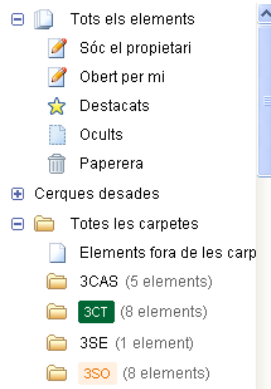 Tots els elements
Sóc el propietari
Obert per mi
Destacats
Ocults
Paperera
Cerques desades
Totes les carpetes
Elements fora de les carp
3CAS (5 elements)
3CT (8 elements)
3SE (1 element)
3SO (8 elements)